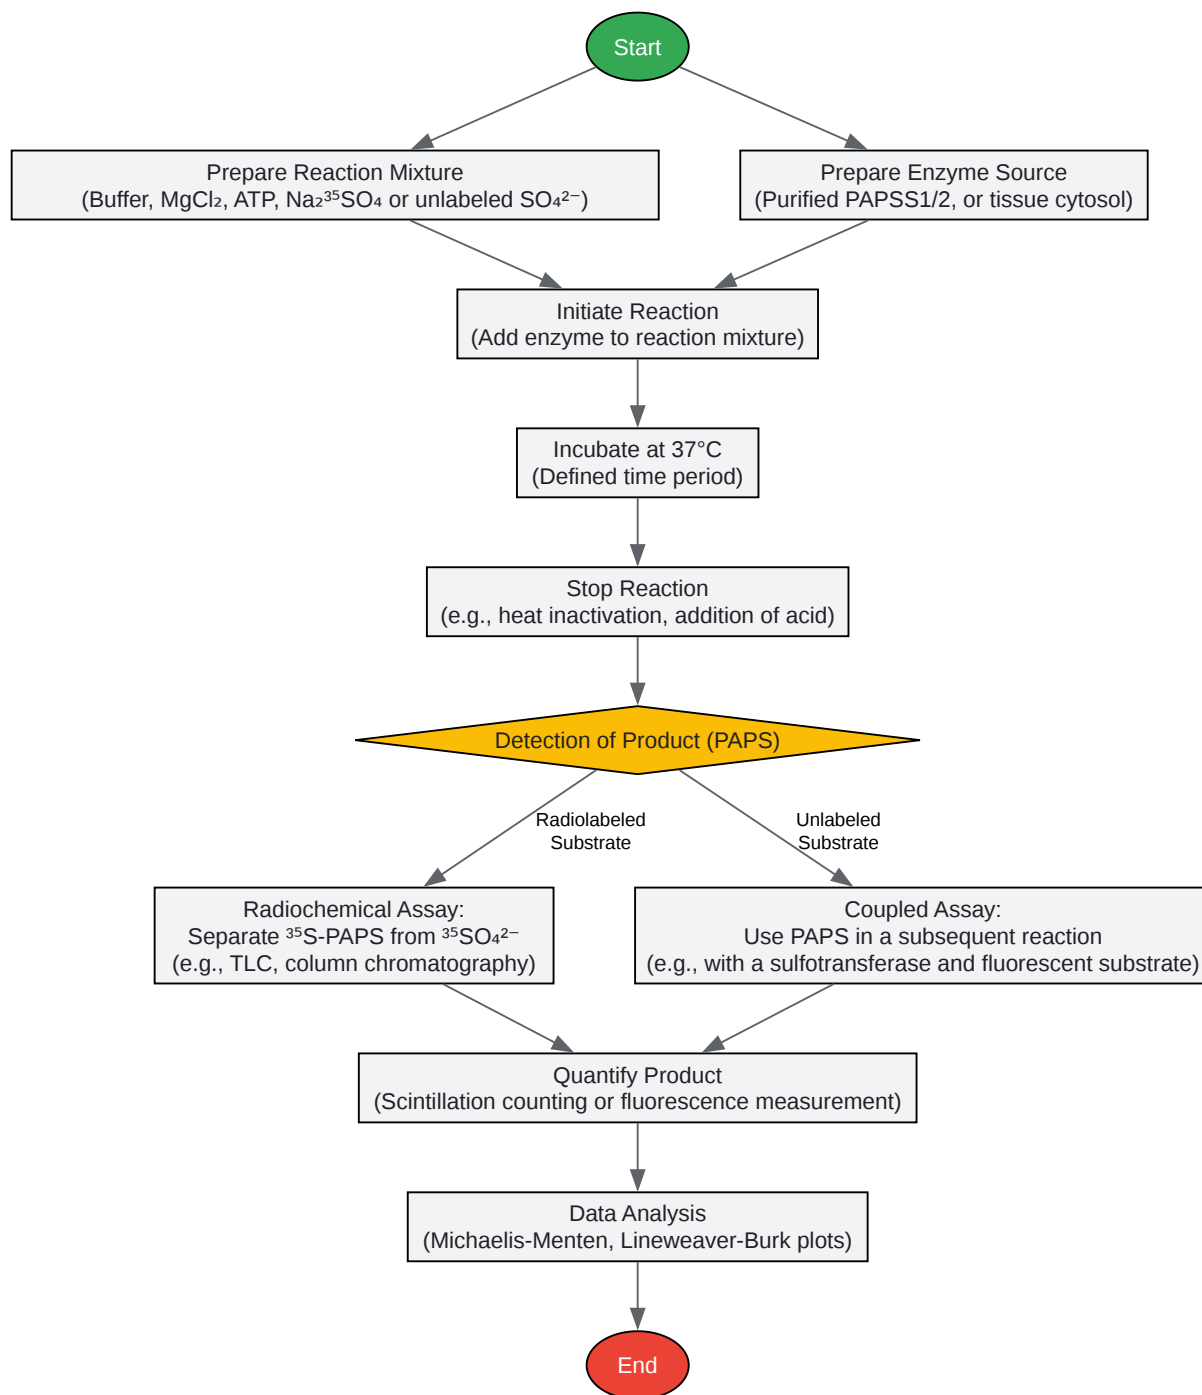 Start
Prepare Reaction Mixture
(Buffer, MgCl₂, ATP, Na₂³⁵SO₄ or unlabeled SO₄²⁻)
Prepare Enzyme Source
(Purified PAPSS1/2, or tissue cytosol)
Initiate Reaction
(Add enzyme to reaction mixture)
Incubate at 37°C
(Defined time period)
Stop Reaction
(e.g., heat inactivation, addition of acid)
Detection of Product (PAPS)
Radiolabeled
Substrate
Unlabeled
Substrate
Radiochemical Assay:
Separate ³⁵S-PAPS from ³⁵SO₄²⁻
(e.g., TLC, column chromatography)
Coupled Assay:
Use PAPS in a subsequent reaction
(e.g., with a sulfotransferase and fluorescent substrate)
Quantify Product
(Scintillation counting or fluorescence measurement)
Data Analysis
(Michaelis-Menten, Lineweaver-Burk plots)
End